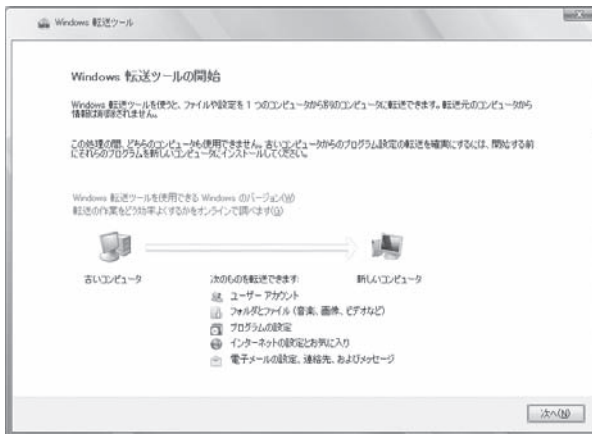 Windows 転送ツール
Windows 転送ツールの開始
Windows 転送ツールを使うと、ファイルや設定を 1 つのコンピュータから別のコンピュータに転送できます。転送元のコンピュータから
情報は削除されません。
この処理の間、どちらのコンピュータも使用できません。古いコンピュータからのプログラム設定の転送を確実にするには、開始する前
にそれらのプログラムを新しいコンピュータにインストールしてください。
Windows 転送ツールを使用できる Windows のバージョン(W)
転送の作業をどう効率よくするかをオンラインで調べます(O)
古いコンピュータ
次のものを転送できます:
新しいコンピュータ
ユーザー アカウント
フォルダとファイル (音楽、画像、ビデオなど)
プログラムの設定
インターネットの設定とお気に入り
電子メールの設定、連絡先、およびメッセージ
次へ(N)